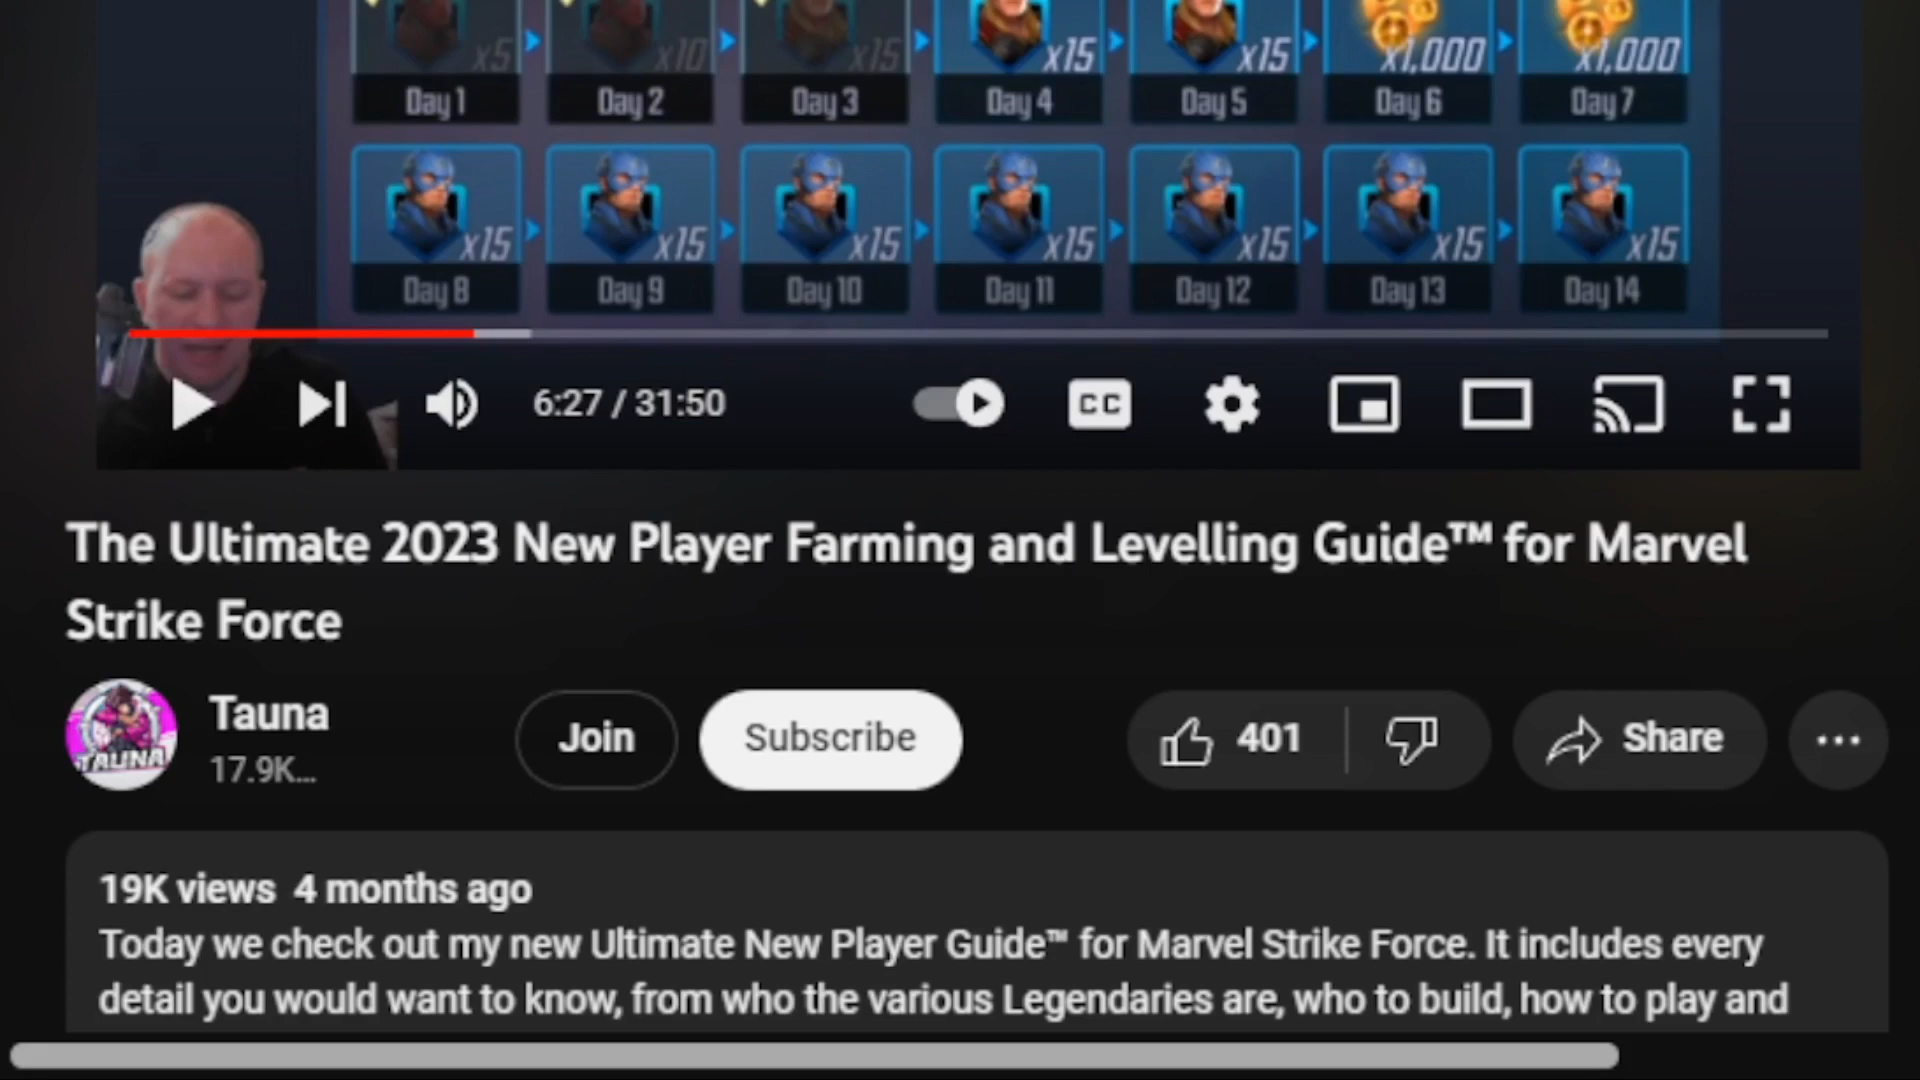 x5 x10 x15 x15 x15 x1,000 x1,000
Day 1 Day 2 Day 3 Day 4 Day 5 Day 6 Day 7
x15 x15 x15 x15 x15 x15 x15
Day 8 Day 9 Day 10 Day 11 Day 12 Day 13 Day 14
6:27 / 31:50 CC
The Ultimate 2023 New Player Farming and Levelling Guide™ for Marvel
Strike Force
TAUNA
Tauna
17.9K...
Join Subscribe 401 Share
19K views 4 months ago
Today we check out my new Ultimate New Player Guide™ for Marvel Strike Force. It includes every
detail you would want to know, from who the various Legendaries are, who to build, how to play and